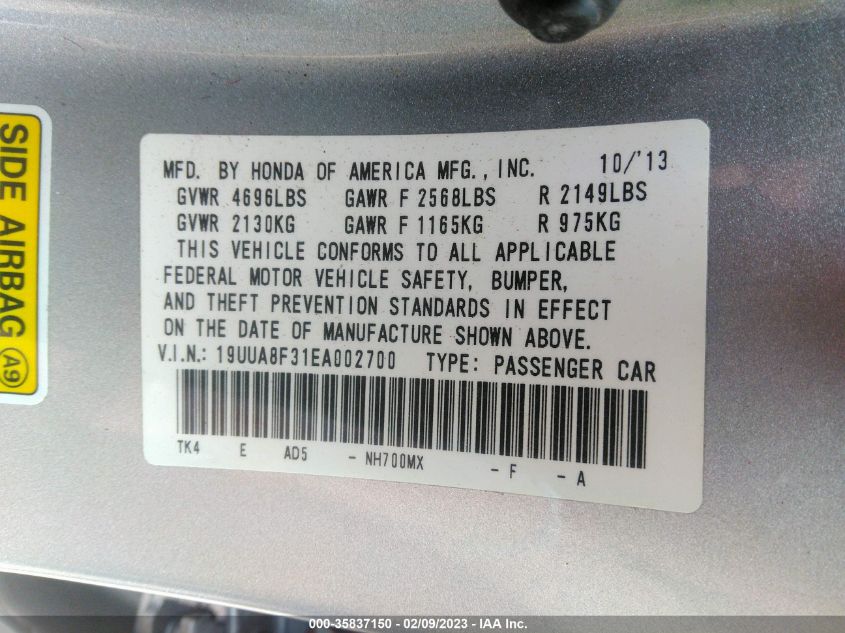 SIDE AIRBAG A9
MFD. BY HONDA OF AMERICA MFG., INC. 10/'13
GVWR 4696LBS GAWR F 2568LBS R 2149LBS
GVWR 2130KG GAWR F 1165KG R 975KG
THIS VEHICLE CONFORMS TO ALL APPLICABLE
FEDERAL MOTOR VEHICLE SAFETY, BUMPER,
AND THEFT PREVENTION STANDARDS IN EFFECT
ON THE DATE OF MANUFACTURE SHOWN ABOVE.
V.I.N.: 19UUA8F31EA002700 TYPE: PASSENGER CAR
TK4 E AD5 - NH700MX - F - A
000-35837150 - 02/09/2023 - IAA Inc.